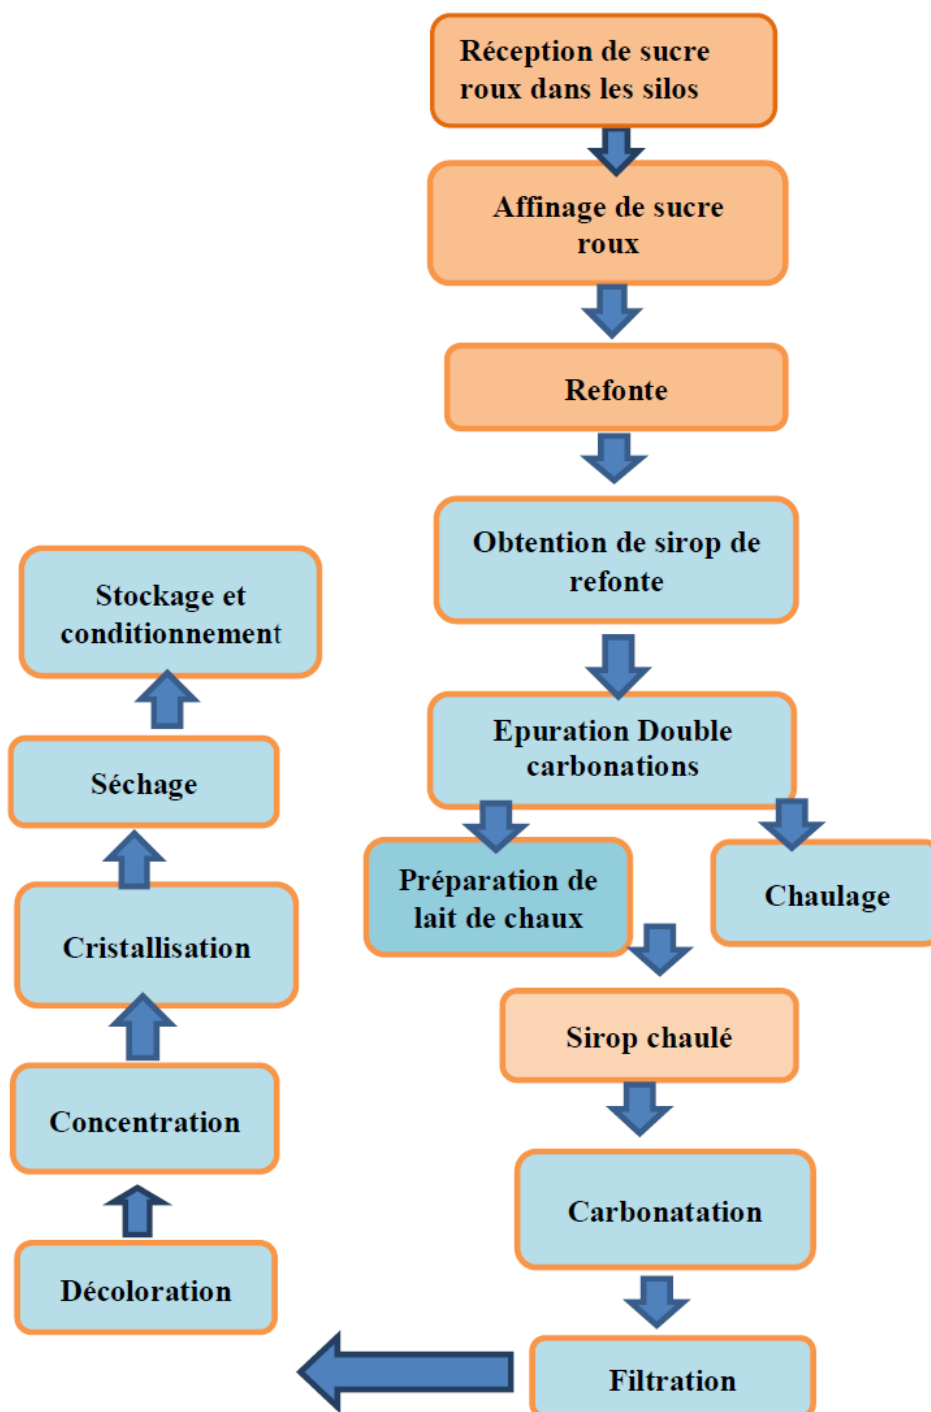 Réception de sucre
roux dans les silos
Affinage de sucre
roux
Refonte
Obtention de sirop de
refonte
Epuration Double
carbonations
Préparation de
lait de chaux
Chaulage
Sirop chaulé
Carbonatation
Filtration
Décoloration
Concentration
Cristallisation
Séchage
Stockage et
conditionnement